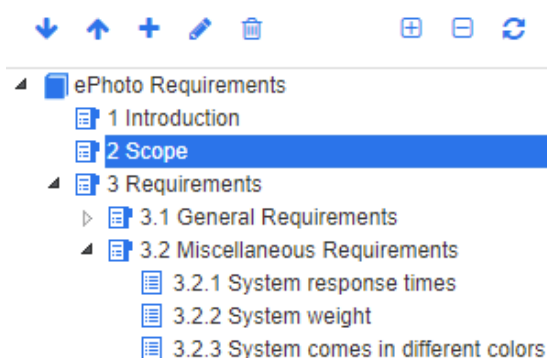 ePhoto Requirements
1 Introduction
2 Scope
3 Requirements
3.1 General Requirements
3.2 Miscellaneous Requirements
3.2.1 System response times
3.2.2 System weight
3.2.3 System comes in different colors